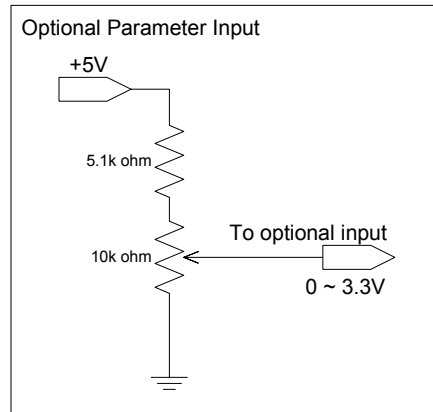 Optional Parameter Input
+5V
5.1k ohm
To optional input
10k ohm
0 ~ 3.3V